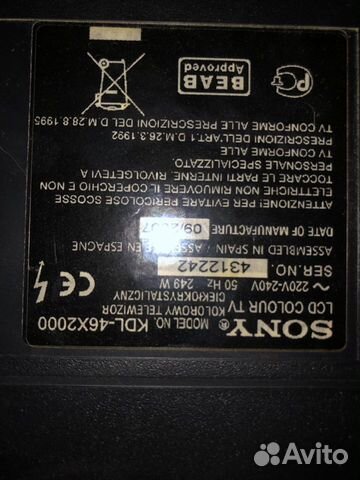 SONY®
MODEL NO. KDL-46X2000
LCD COLOUR TV
KOLOROWY TELEWIZOR
CIEKŁOKRYSTALICZNY
~ 220V-240V 50 Hz 249 W
SER.NO. 4312242
ASSEMBLED IN SPAIN / ASSEMBLE EN ESPAGNE
DATE OF MANUFACTURE 09/2007
ATTENZIONE! PER EVITARE PERICOLOSE SCOSSE
ELETTRICHE NON RIMUOVERE IL COPERCHIO E NON
TOCCARE LE PARTI INTERNE. RIVOLGETEVI A
PERSONALE SPECIALIZZATO.
TV CONFORME ALLE
PRESCRIZIONI DELL'ART.1 D.M.26.3.1992
TV CONFORME ALLE PRESCRIZIONI DEL D.M.28.8.1995
BEAB
Approved
CE
Avito